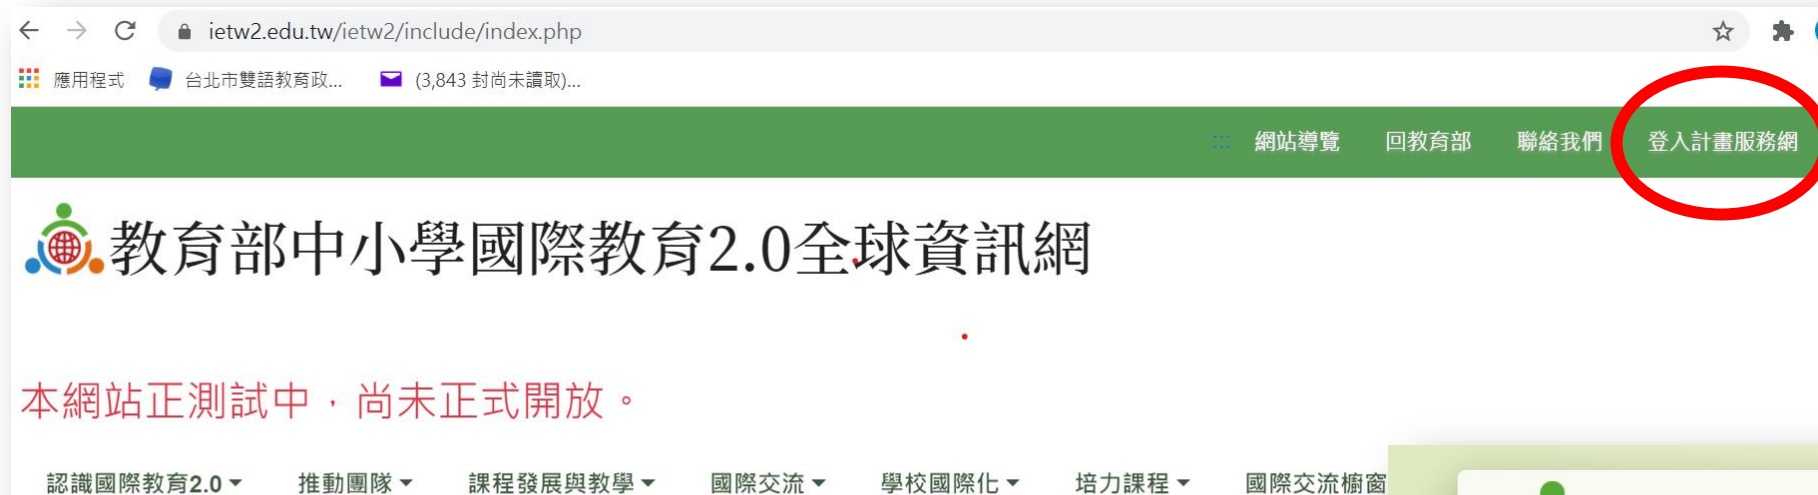 ietw2.edu.tw/ietw2/include/index.php
應用程式 台北市雙語教育政... (3,843 封尚未讀取)...
::: 網站導覽 回教育部 聯絡我們 登入計畫服務網
教育部中小學國際教育2.0全球資訊網
本網站正測試中，尚未正式開放。
認識國際教育2.0 推動團隊 課程發展與教學 國際交流 學校國際化 培力課程 國際交流櫥窗